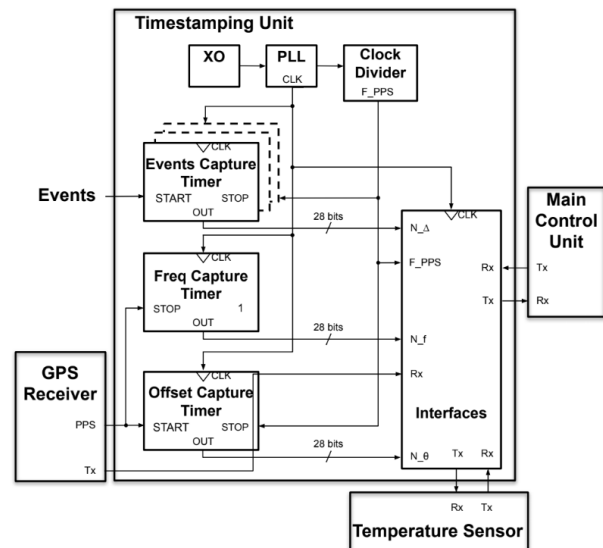 Timestamping Unit
XO
PLL
CLK
Clock
Divider
F_PPS
CLK
Events Capture
Timer
START
STOP
OUT
Events
28 bits
CLK
N_Δ
Main
Control
Unit
CLK
Freq Capture
Timer
STOP
1
OUT
F_PPS
Rx
Tx
Tx
Rx
28 bits
N_f
GPS
Receiver
PPS
Tx
CLK
Offset Capture
Timer
START
STOP
OUT
28 bits
Rx
Interfaces
Tx
Rx
N_θ
Rx
Tx
Temperature Sensor